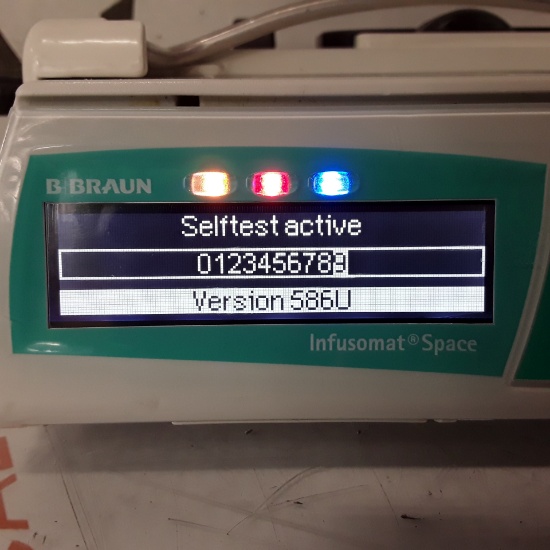 B BRAUN
Selftest active
0123456789
Version 586U
Infusomat® Space